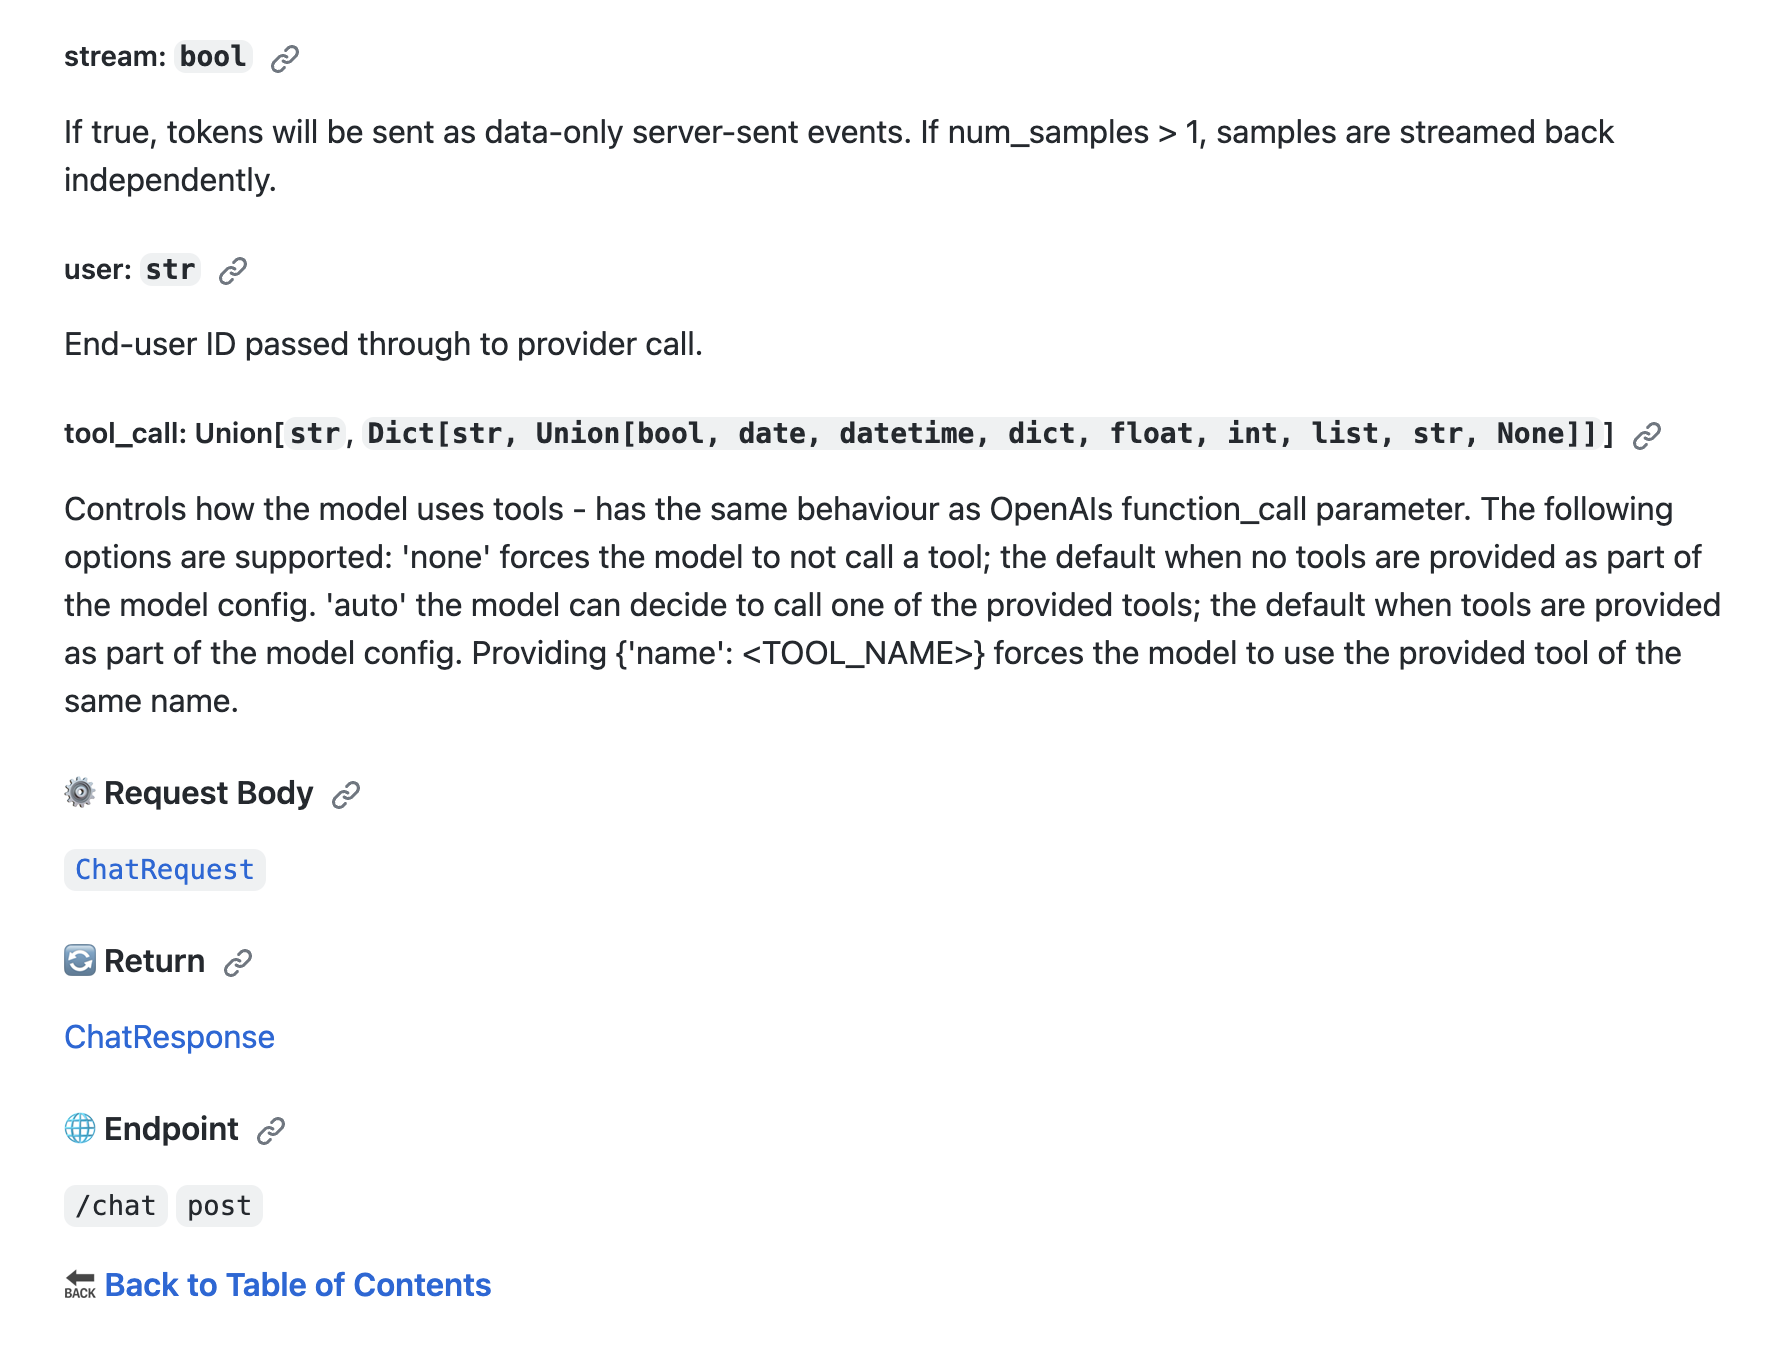 stream: bool
If true, tokens will be sent as data-only server-sent events. If num_samples > 1, samples are streamed back
independently.
user: str
End-user ID passed through to provider call.
tool_call: Union[str, Dict[str, Union[bool, date, datetime, dict, float, int, list, str, None]]]
Controls how the model uses tools - has the same behaviour as OpenAIs function_call parameter. The following
options are supported: 'none' forces the model to not call a tool; the default when no tools are provided as part of
the model config. 'auto' the model can decide to call one of the provided tools; the default when tools are provided
as part of the model config. Providing {'name': <TOOL_NAME>} forces the model to use the provided tool of the
same name.
Request Body
ChatRequest
Return
ChatResponse
Endpoint
/chat post
BACK Back to Table of Contents